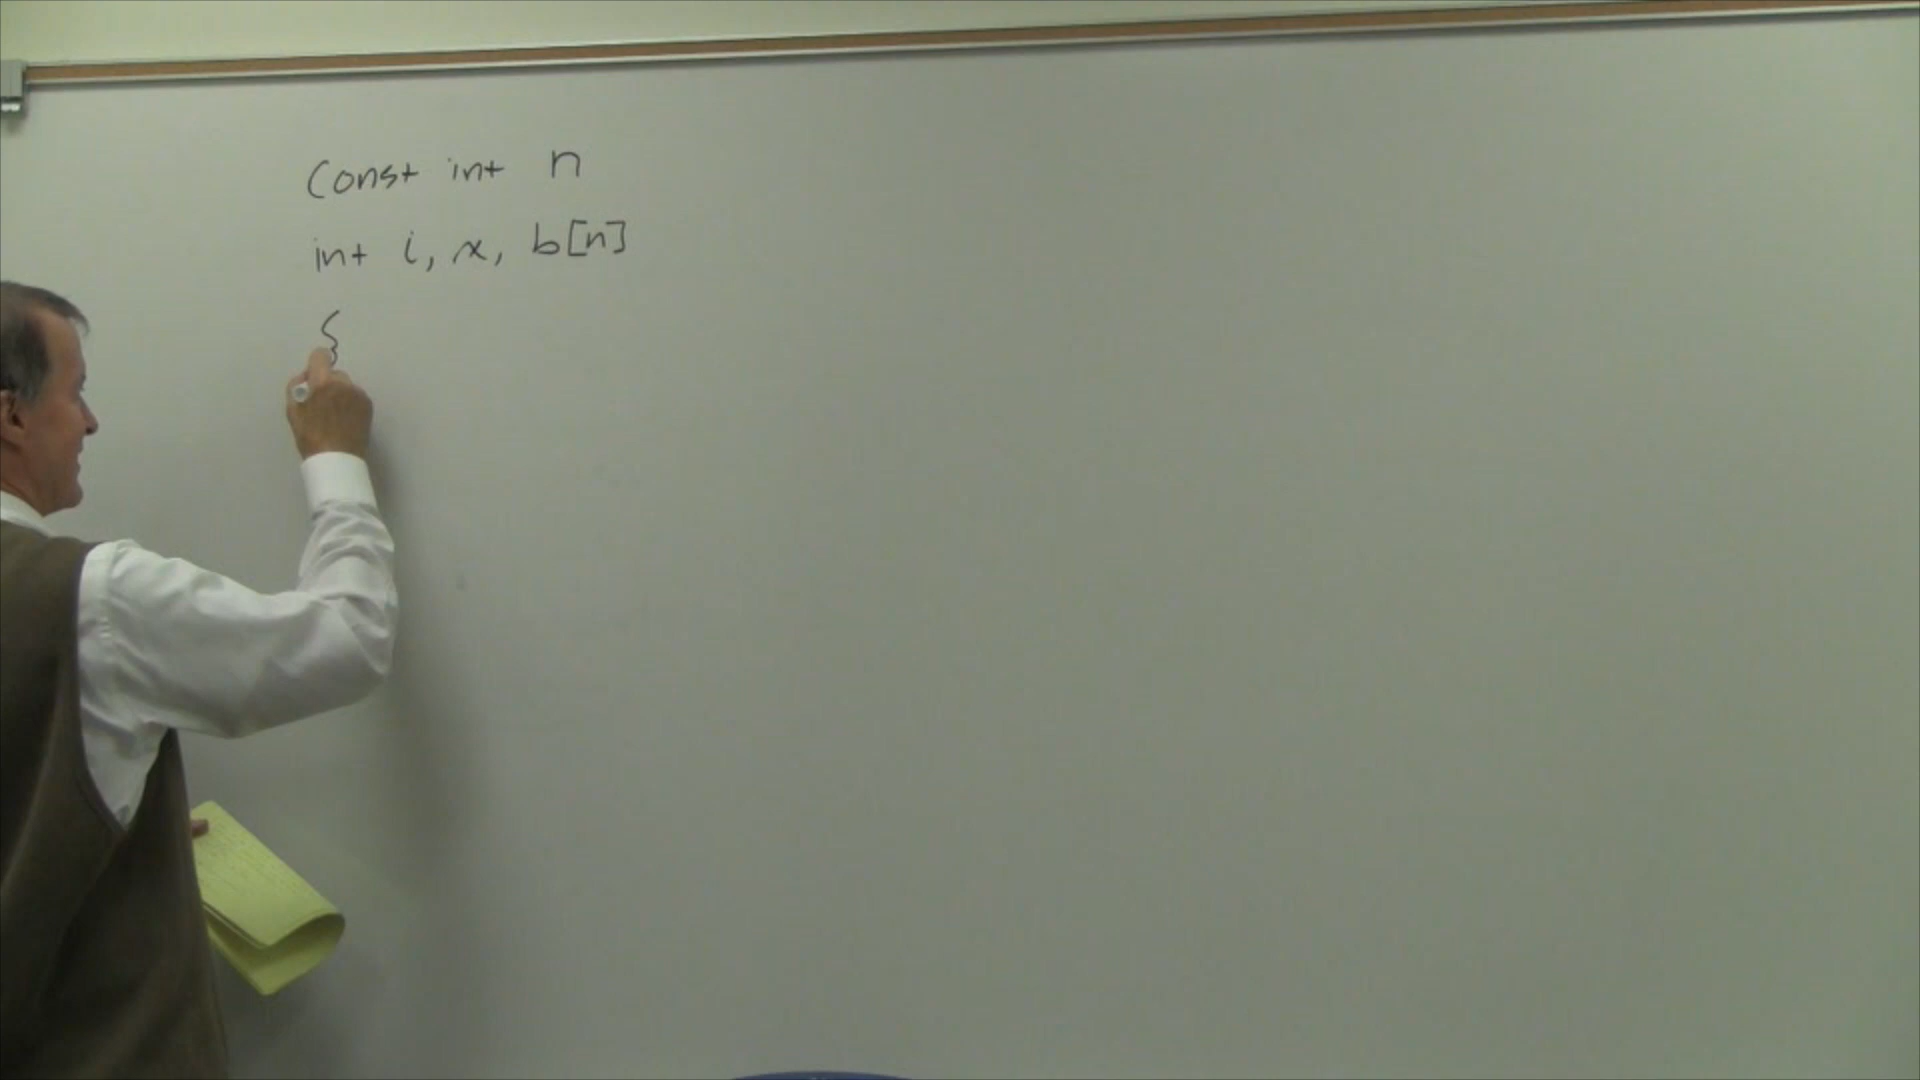 Const int n
int i, x, b[n]
{